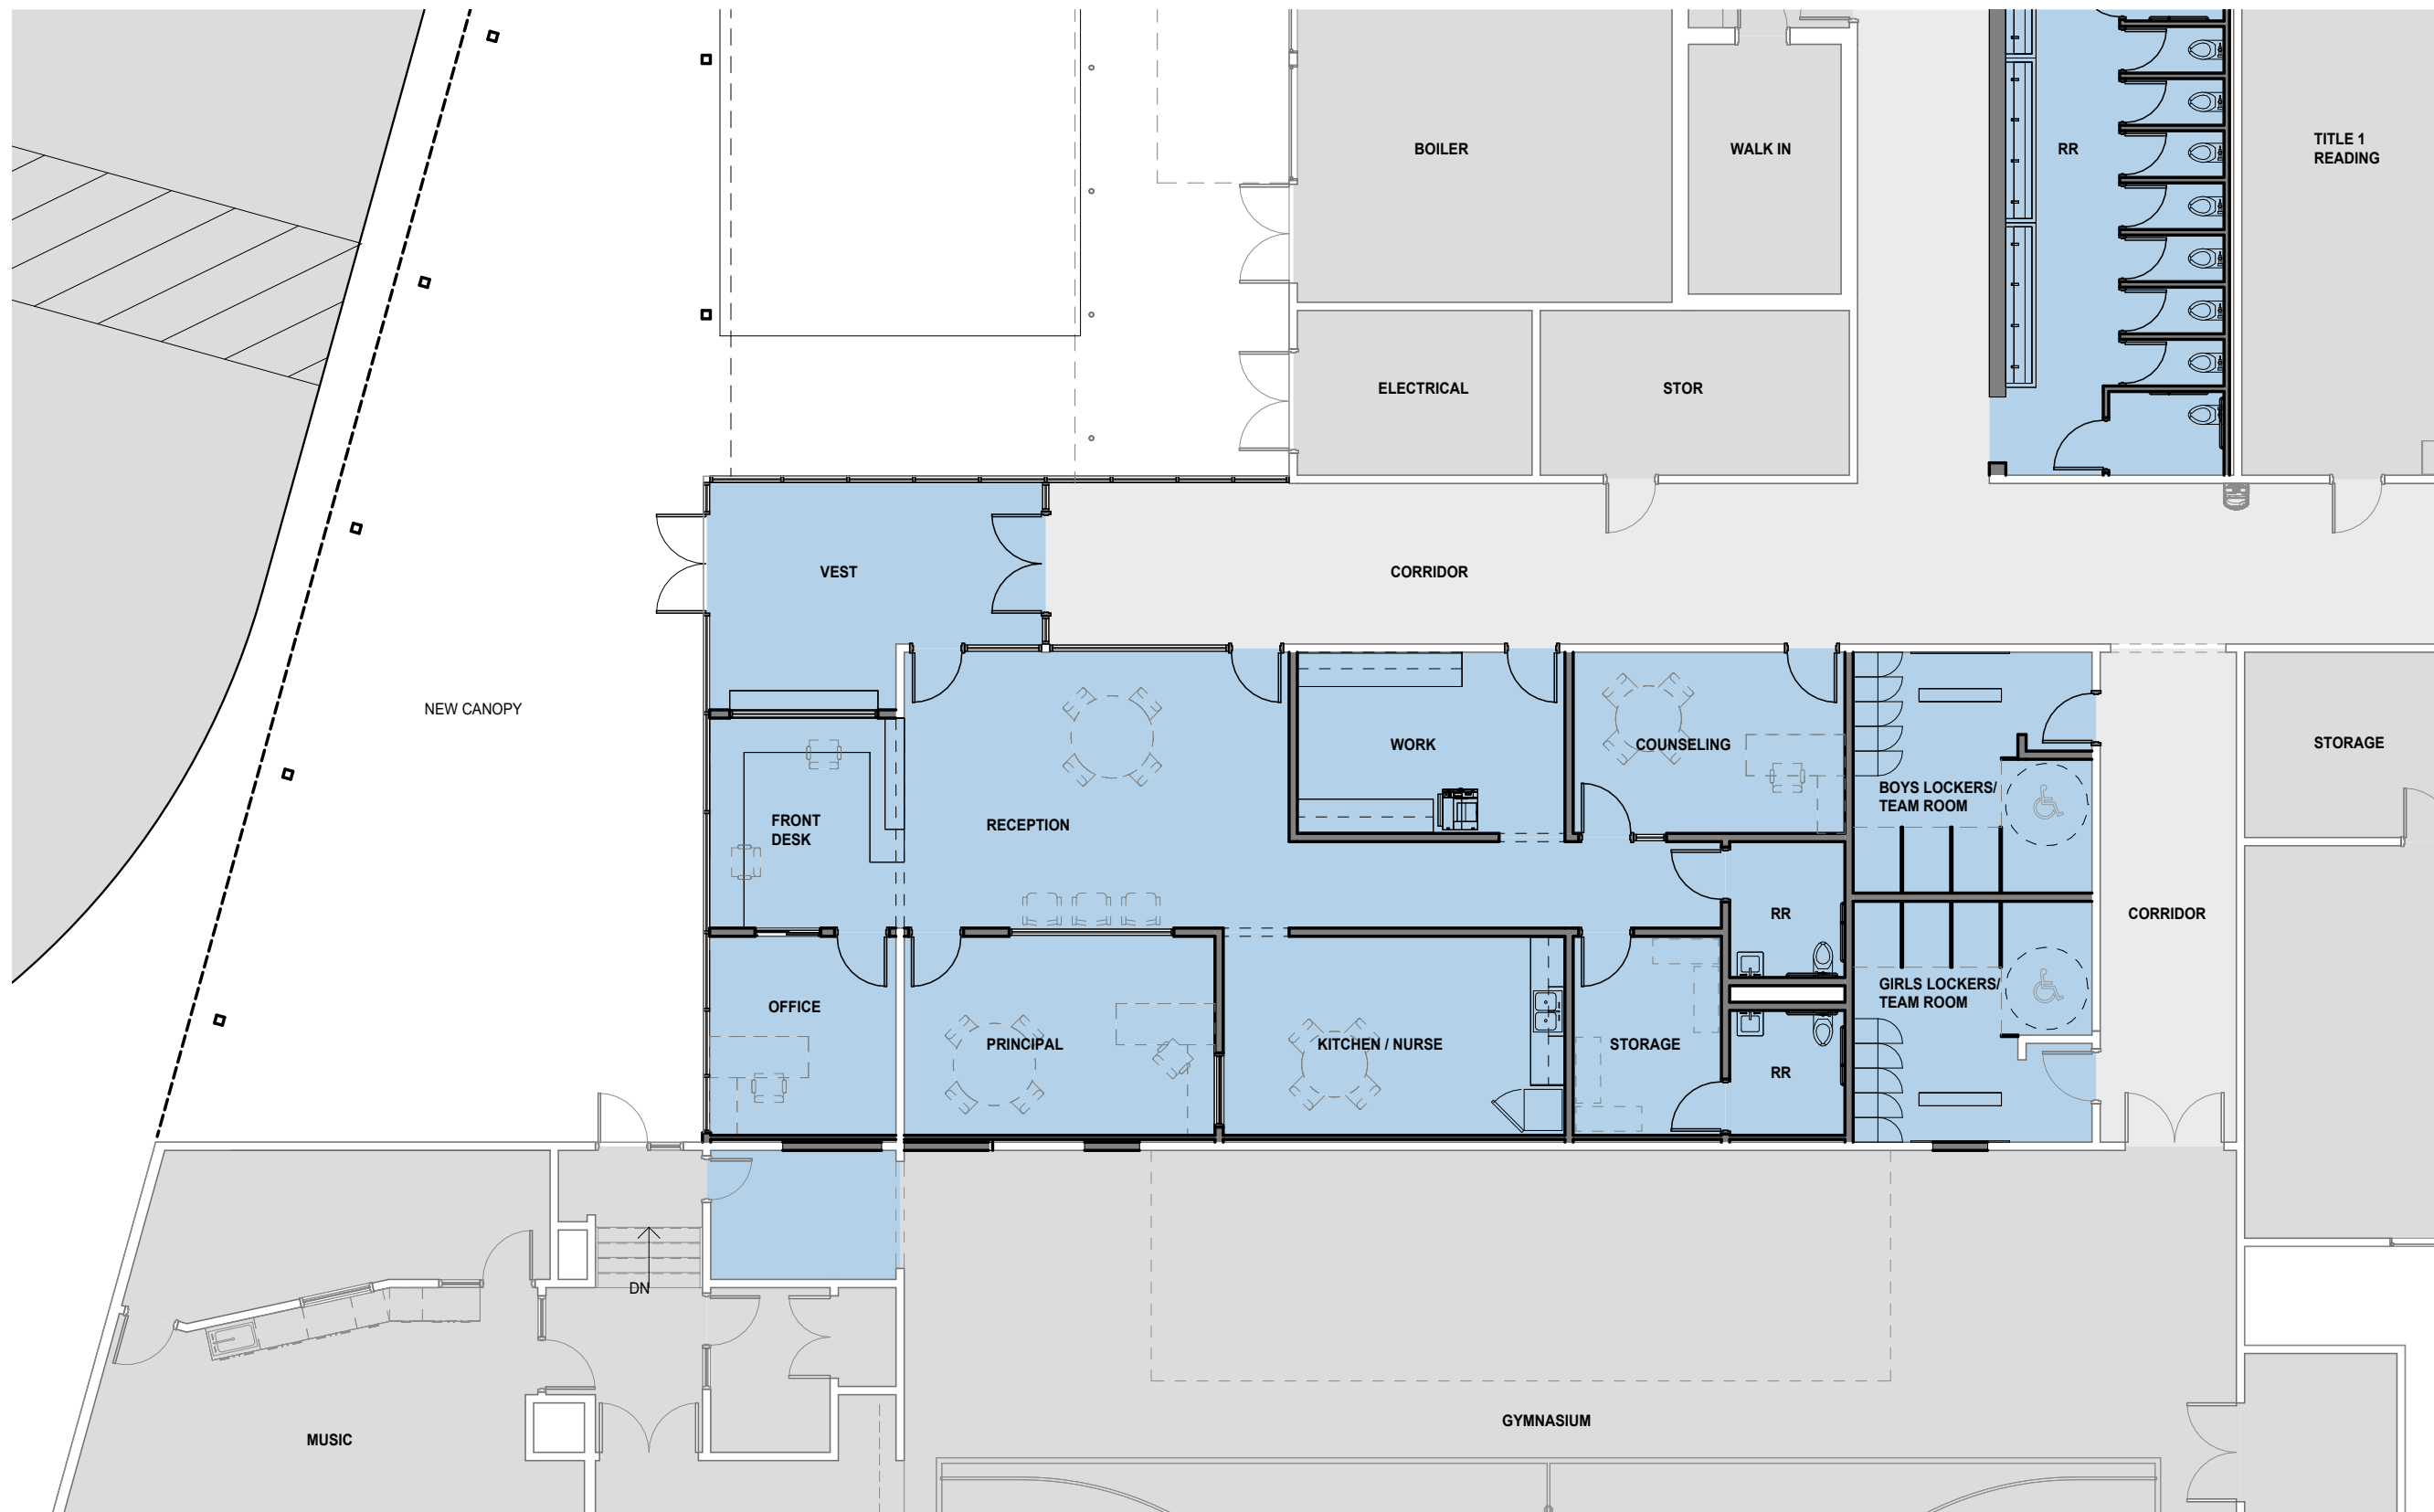 BOILER
WALK IN
RR
TITLE 1
READING
ELECTRICAL
STOR
VEST
CORRIDOR
NEW CANOPY
WORK
COUNSELING
STORAGE
BOYS LOCKERS/
TEAM ROOM
FRONT
DESK
RECEPTION
RR
CORRIDOR
GIRLS LOCKERS/
TEAM ROOM
OFFICE
PRINCIPAL
KITCHEN / NURSE
STORAGE
RR
DN
MUSIC
GYMNASIUM